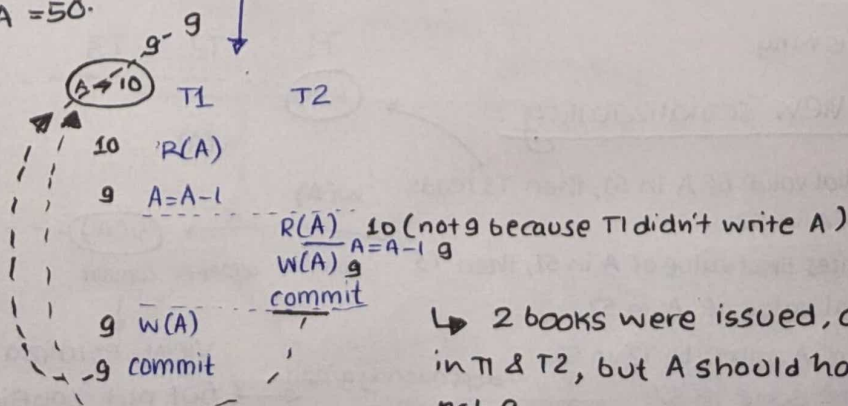 A = 50.
9 9
A → 10 T1 T2
10 R(A)
9 A=A-1
R(A) 10 (not 9 because T1 didn't write A)
A=A-1 9
W(A) 9
commit
9 W(A)
9 commit
↳ 2 books were issued,
in T1 & T2, but A should